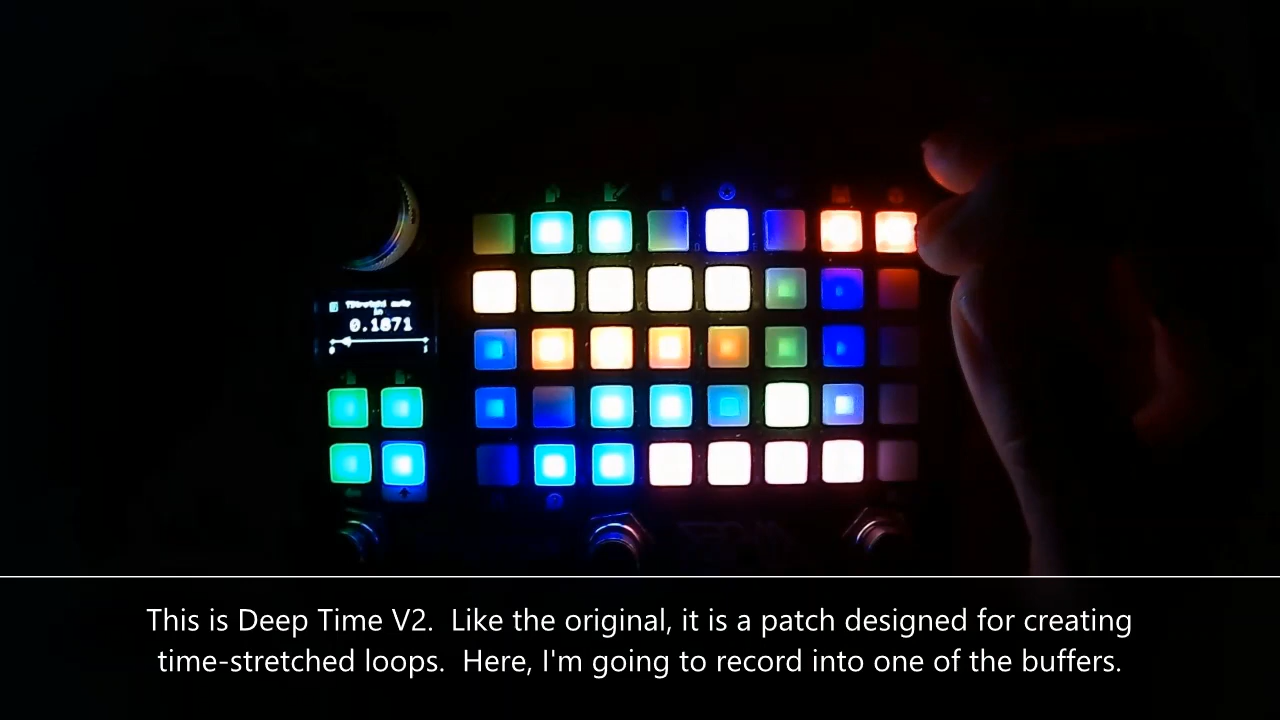 0.1871
This is Deep Time V2. Like the original, it is a patch designed for creating
time-stretched loops. Here, I'm going to record into one of the buffers.